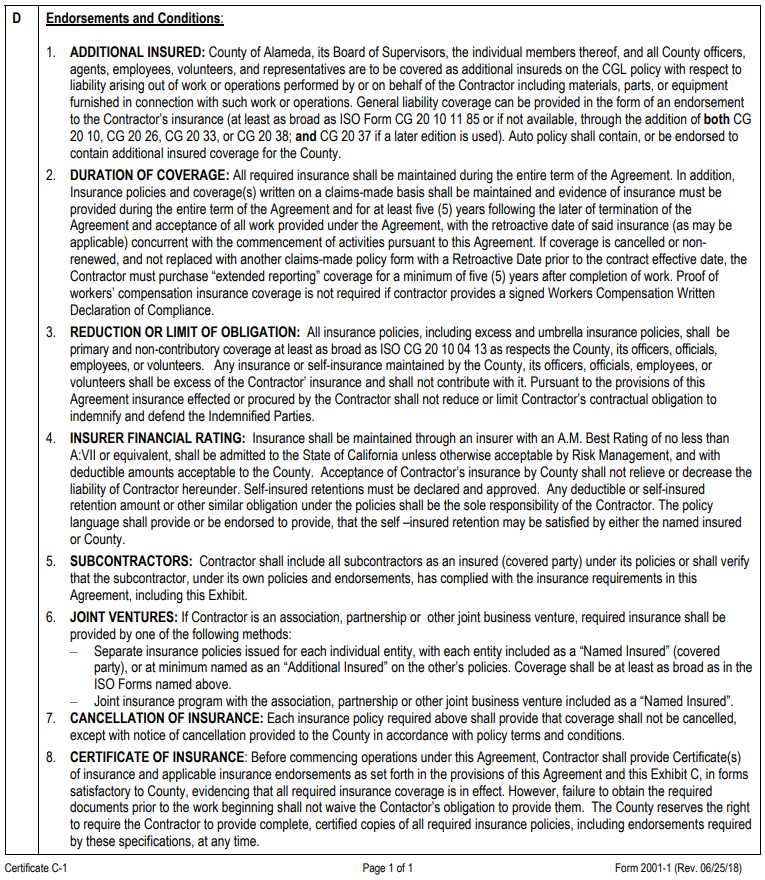 D Endorsements and Conditions:
1. ADDITIONAL INSURED: County of Alameda, its Board of Supervisors, the individual members thereof, and all County officers,
agents, employees, volunteers, and representatives are to be covered as additional insureds on the CGL policy with respect to
liability arising out of work or operations performed by or on behalf of the Contractor including materials, parts, or equipment
furnished in connection with such work or operations. General liability coverage can be provided in the form of an endorsement
to the Contractor's insurance (at least as broad as ISO Form CG 20 10 11 85 or if not available, through the addition of both CG
20 10, CG 20 26, CG 20 33, or CG 20 38; and CG 20 37 if a later edition is used). Auto policy shall contain, or be endorsed to
contain additional insured coverage for the County.
2. DURATION OF COVERAGE: All required insurance shall be maintained during the entire term of the Agreement. In addition,
Insurance policies and coverage(s) written on a claims-made basis shall be maintained and evidence of insurance must be
provided during the entire term of the Agreement and for at least five (5) years following the later of termination of the
Agreement and acceptance of all work provided under the Agreement, with the retroactive date of said insurance (as may be
applicable) concurrent with the commencement of activities pursuant to this Agreement. If coverage is cancelled or non-
renewed, and not replaced with another claims-made policy form with a Retroactive Date prior to the contract effective date, the
Contractor must purchase "extended reporting" coverage for a minimum of five (5) years after completion of work. Proof of
workers' compensation insurance coverage is not required if contractor provides a signed Workers Compensation Written
Declaration of Compliance.
3. REDUCTION OR LIMIT OF OBLIGATION: All insurance policies, including excess and umbrella insurance policies, shall be
primary and non-contributory coverage at least as broad as ISO CG 20 10 04 13 as respects the County, its officers, officials,
employees, or volunteers. Any insurance or self-insurance maintained by the County, its officers, officials, employees, or
volunteers shall be excess of the Contractor' insurance and shall not contribute with it. Pursuant to the provisions of this
Agreement insurance effected or procured by the Contractor shall not reduce or limit Contractor's contractual obligation to
indemnify and defend the Indemnified Parties.
4. INSURER FINANCIAL RATING: Insurance shall be maintained through an insurer with an A.M. Best Rating of no less than
A:VII or equivalent, shall be admitted to the State of California unless otherwise acceptable by Risk Management, and with
deductible amounts acceptable to the County. Acceptance of Contractor's insurance by County shall not relieve or decrease the
liability of Contractor hereunder. Self-insured retentions must be declared and approved. Any deductible or self-insured
retention amount or other similar obligation under the policies shall be the sole responsibility of the Contractor. The policy
language shall provide or be endorsed to provide, that the self –insured retention may be satisfied by either the named insured
or County.
5. SUBCONTRACTORS: Contractor shall include all subcontractors as an insured (covered party) under its policies or shall verify
that the subcontractor, under its own policies and endorsements, has complied with the insurance requirements in this
Agreement, including this Exhibit.
6. JOINT VENTURES: If Contractor is an association, partnership or other joint business venture, required insurance shall be
provided by one of the following methods:
– Separate insurance policies issued for each individual entity, with each entity included as a "Named Insured" (covered
party), or at minimum named as an "Additional Insured" on the other's policies. Coverage shall be at least as broad as in the
ISO Forms named above.
– Joint insurance program with the association, partnership or other joint business venture included as a "Named Insured".
7. CANCELLATION OF INSURANCE: Each insurance policy required above shall provide that coverage shall not be cancelled,
except with notice of cancellation provided to the County in accordance with policy terms and conditions.
8. CERTIFICATE OF INSURANCE: Before commencing operations under this Agreement, Contractor shall provide Certificate(s)
of insurance and applicable insurance endorsements as set forth in the provisions of this Agreement and this Exhibit C, in forms
satisfactory to County, evidencing that all required insurance coverage is in effect. However, failure to obtain the required
documents prior to the work beginning shall not waive the Contactor's obligation to provide them. The County reserves the right
to require the Contractor to provide complete, certified copies of all required insurance policies, including endorsements required
by these specifications, at any time.
Certificate C-1 Page 1 of 1 Form 2001-1 (Rev. 06/25/18)